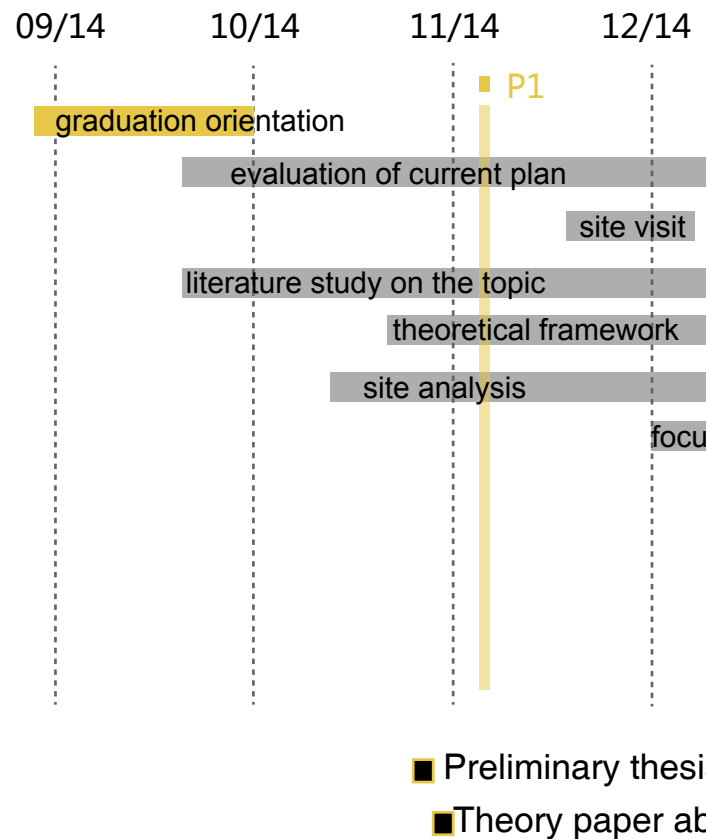 09/14 10/14 11/14 12/14
P1
graduation orientation
evaluation of current plan
site visit
literature study on the topic
theoretical framework
site analysis
focu
Preliminary thesi
Theory paper ab